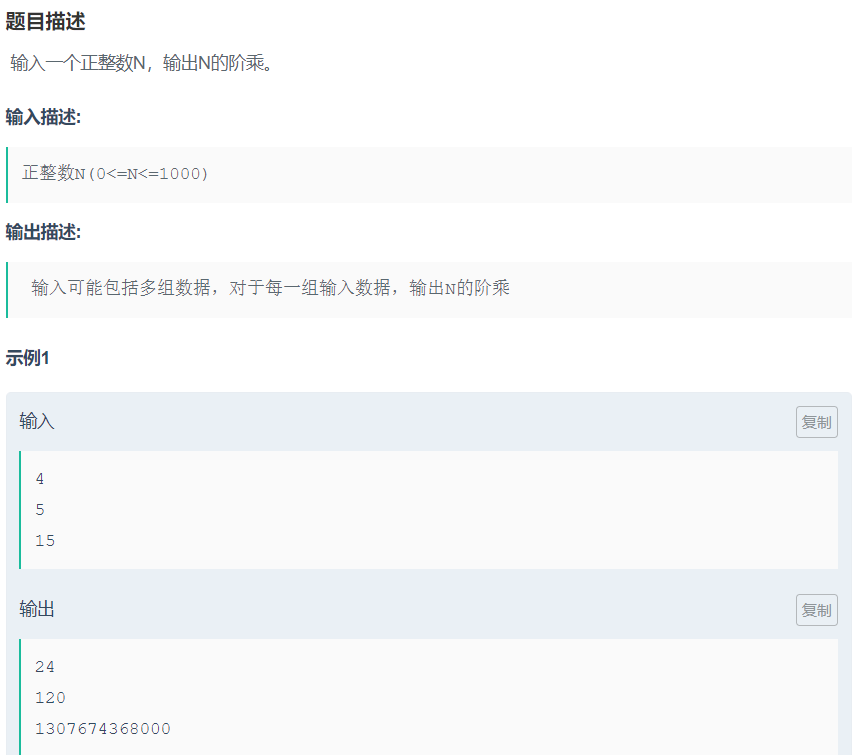 题目描述
输入一个正整数N，输出N的阶乘。
输入描述:
正整数N(0<=N<=1000)
输出描述:
输入可能包括多组数据，对于每一组输入数据，输出N的阶乘
示例1
输入
复制
4
5
15
输出
复制
24
120
1307674368000